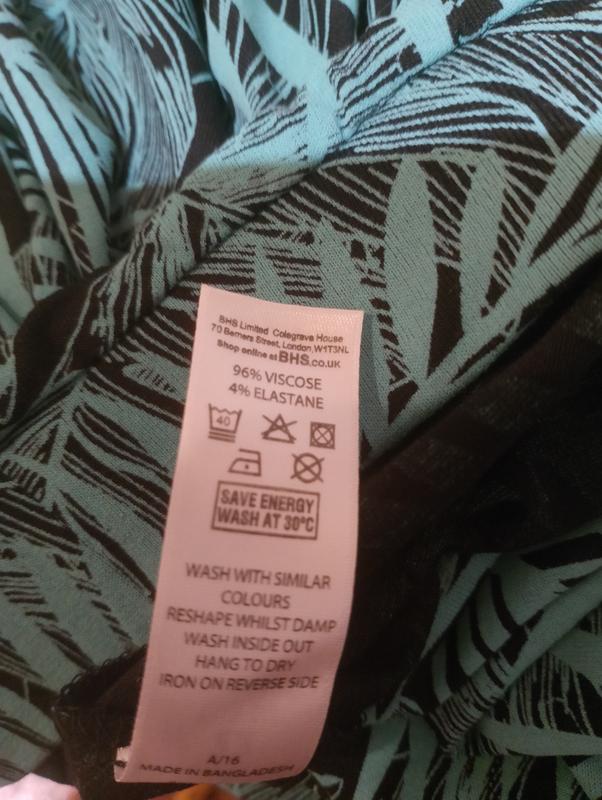 BHS Limited Colegrave House
70 Berners Street, London, W1T3NL
Shop online at BHS.co.uk
96% VISCOSE
4% ELASTANE
40
SAVE ENERGY
WASH AT 30°C
WASH WITH SIMILAR
COLOURS
RESHAPE WHILST DAMP
WASH INSIDE OUT
HANG TO DRY
IRON ON REVERSE SIDE
A/16
MADE IN BANGLADESH